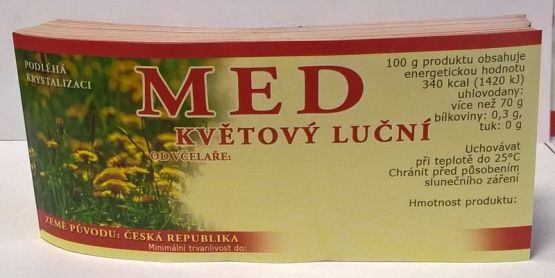 PODLÉHÁ
KRYSTALIZACI
MED
KVĚTOVÝ LUČNÍ
OD VČELAŘE:
100 g produktu obsahuje
energetickou hodnotu
340 kcal (1420 kJ)
uhlovodany:
více než 70 g
bílkoviny: 0,3 g,
tuk: 0 g
Uchovávat
při teplotě do 25°C
Chránit před působením
slunečního záření
Hmotnost produktu:
ZEMĚ PŮVODU: ČESKÁ REPUBLIKA
Minimální trvanlivost do: